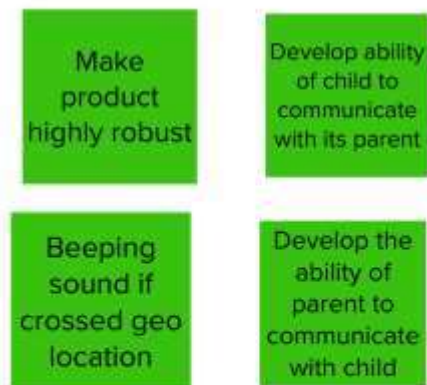 Make
product
highly robust
Develop ability
of child to
communicate
with its parent
Beeping
sound if
crossed geo
location
Develop the
ability of
parent to
communicate
with child